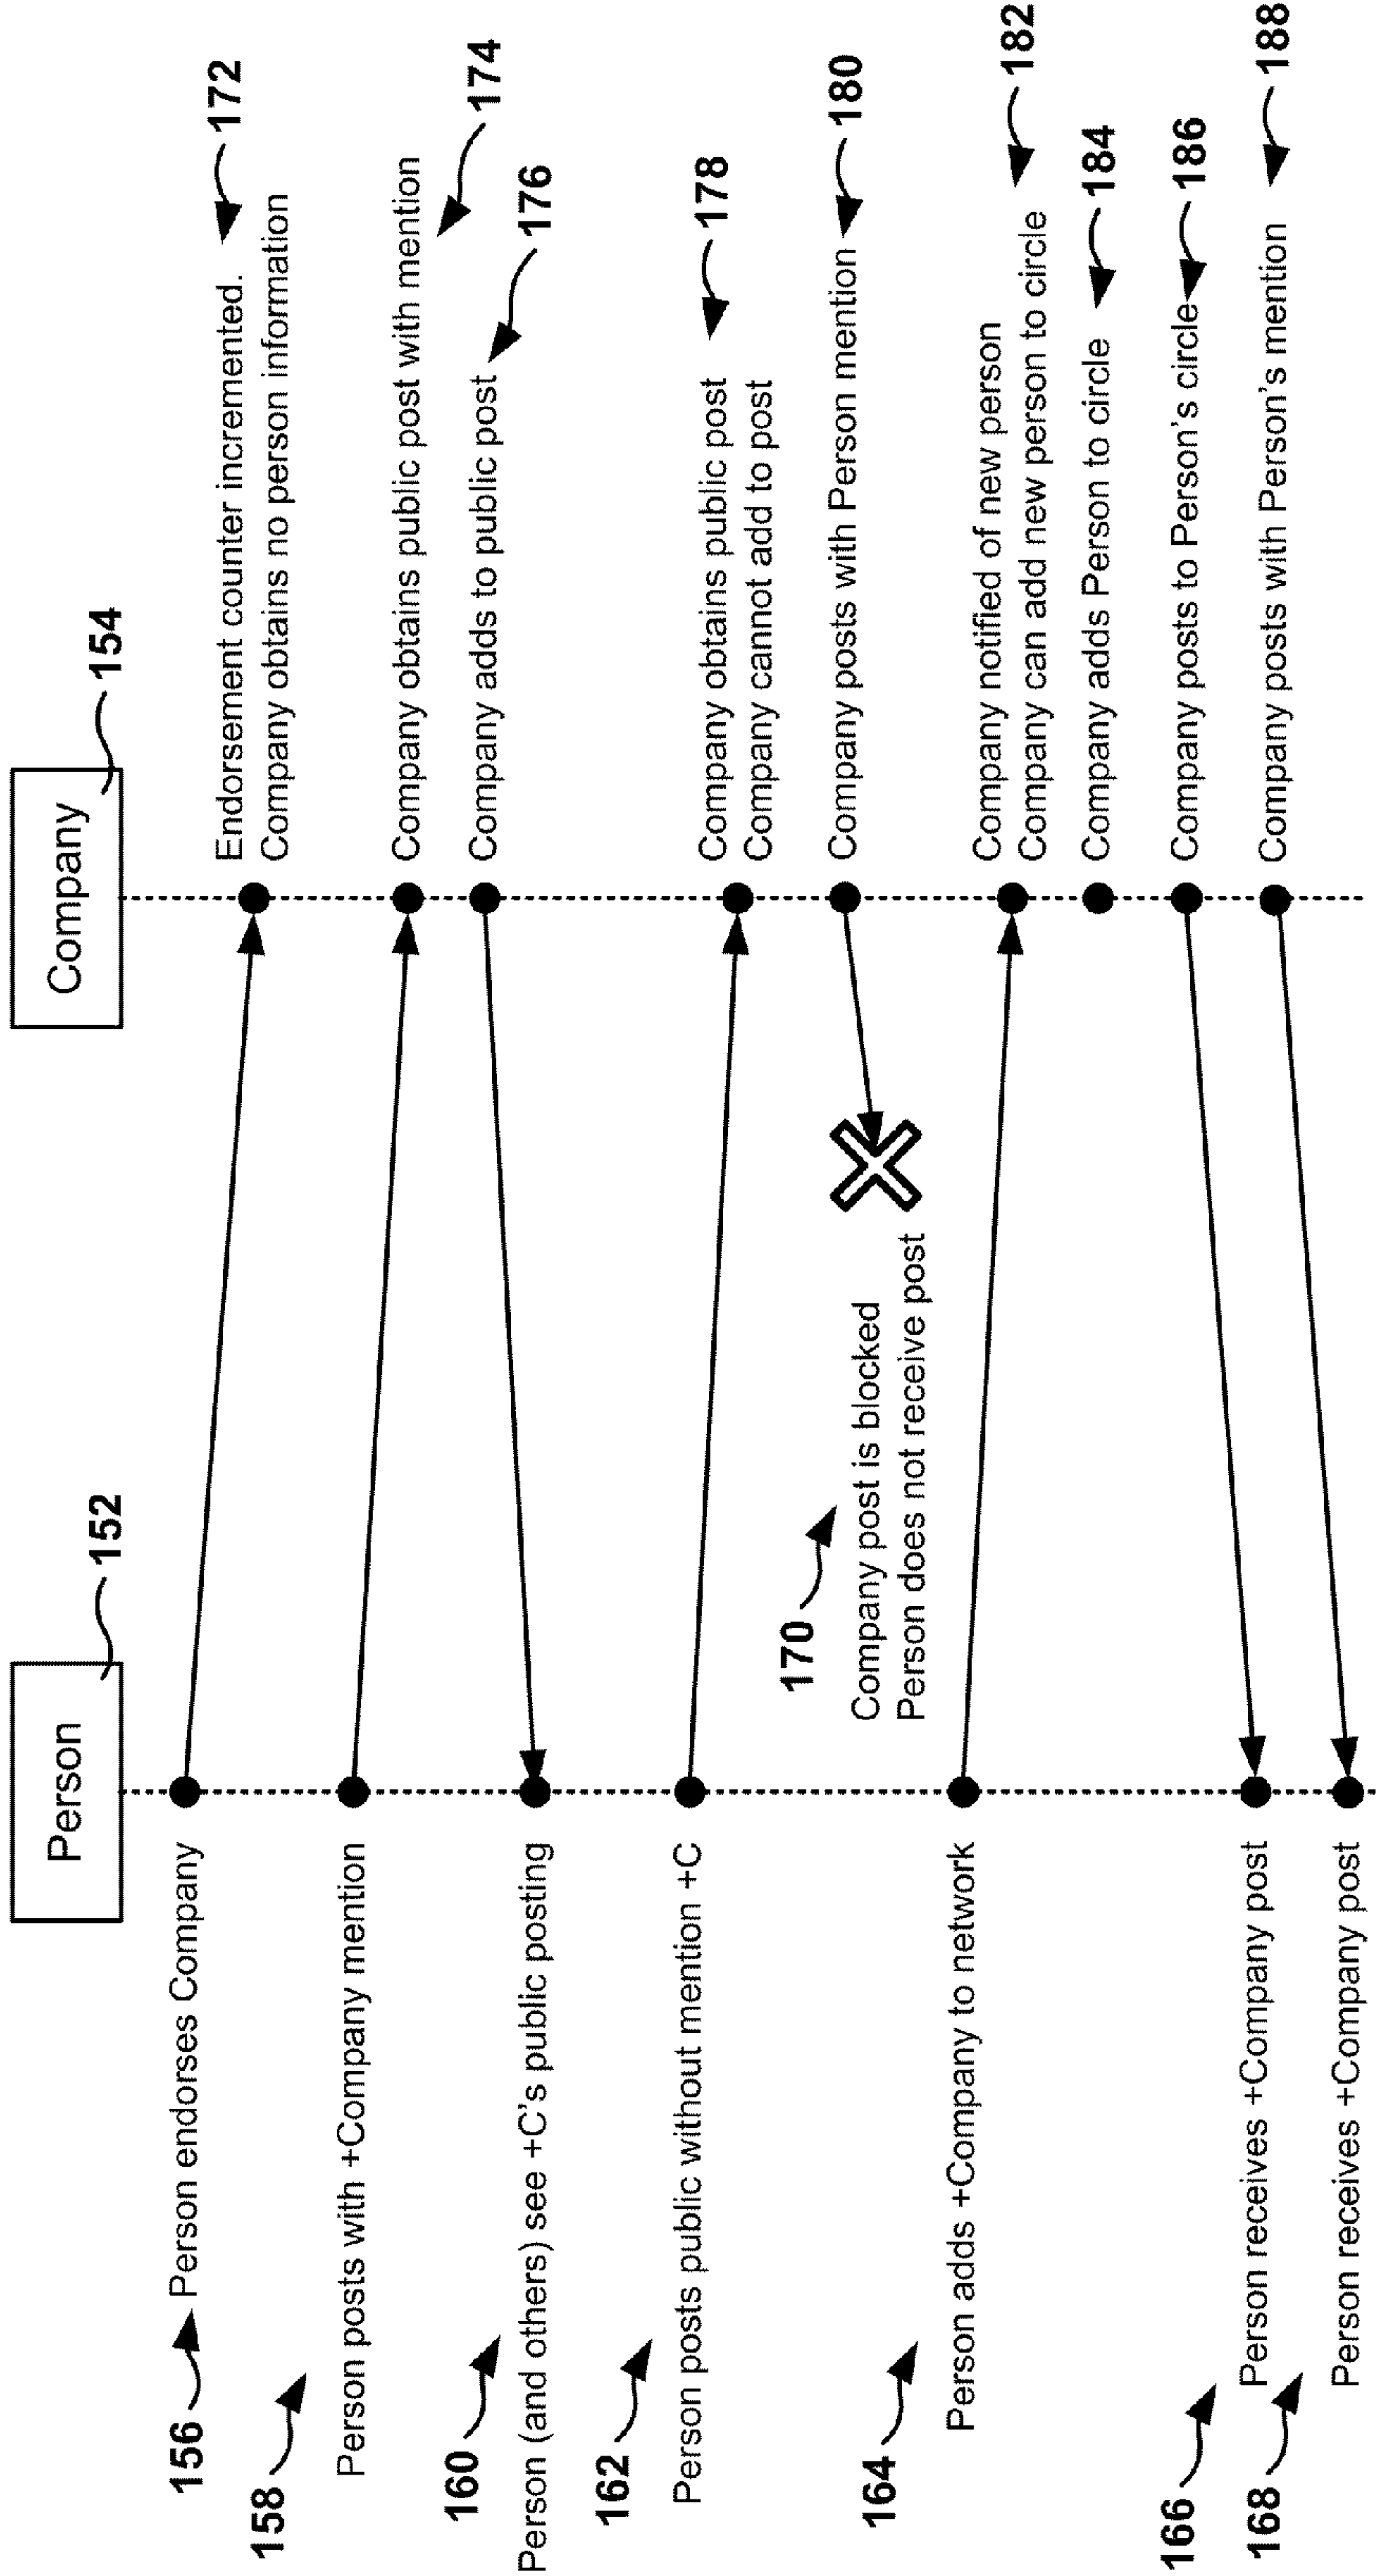 Person
152
Company
154
156
Person endorses Company
Endorsement counter incremented.
Company obtains no person information
172
158
Person posts with +Company mention
Company obtains public post with mention
174
Company adds to public post
176
160
Person (and others) see +C's public posting
162
Person posts public without mention +C
Company obtains public post
Company cannot add to post
178
Company posts with Person mention
180
170
Company post is blocked
Person does not receive post
164
Person adds +Company to network
Company notified of new person
Company can add new person to circle
182
Company adds Person to circle
184
Company posts to Person's circle
186
166
Person receives +Company post
Company posts with Person's mention
188
168
Person receives +Company post